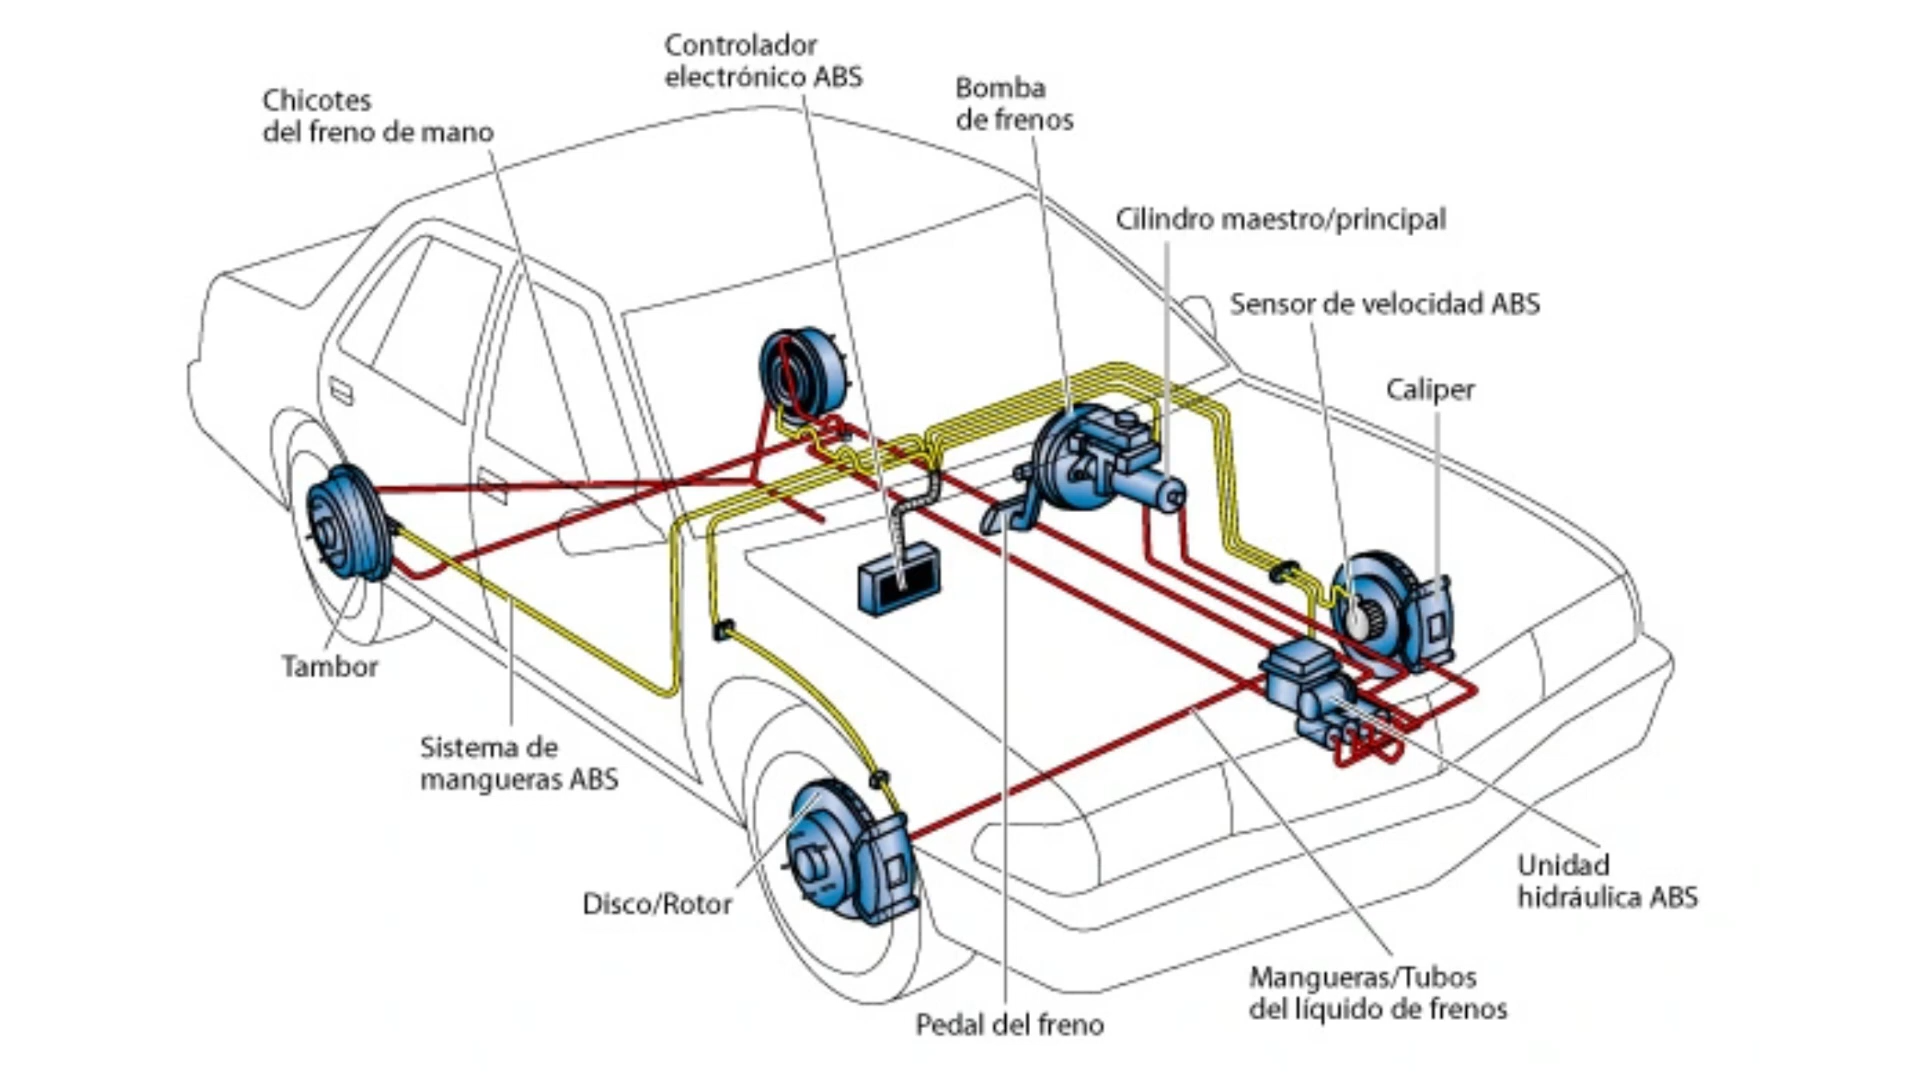 Controlador
electrónico ABS
Chicotes
del freno de mano
Bomba
de frenos
Cilindro maestro/principal
Sensor de velocidad ABS
Caliper
Tambor
Sistema de
mangueras ABS
Disco/Rotor
Unidad
hidráulica ABS
Mangueras/Tubos
del líquido de frenos
Pedal del freno